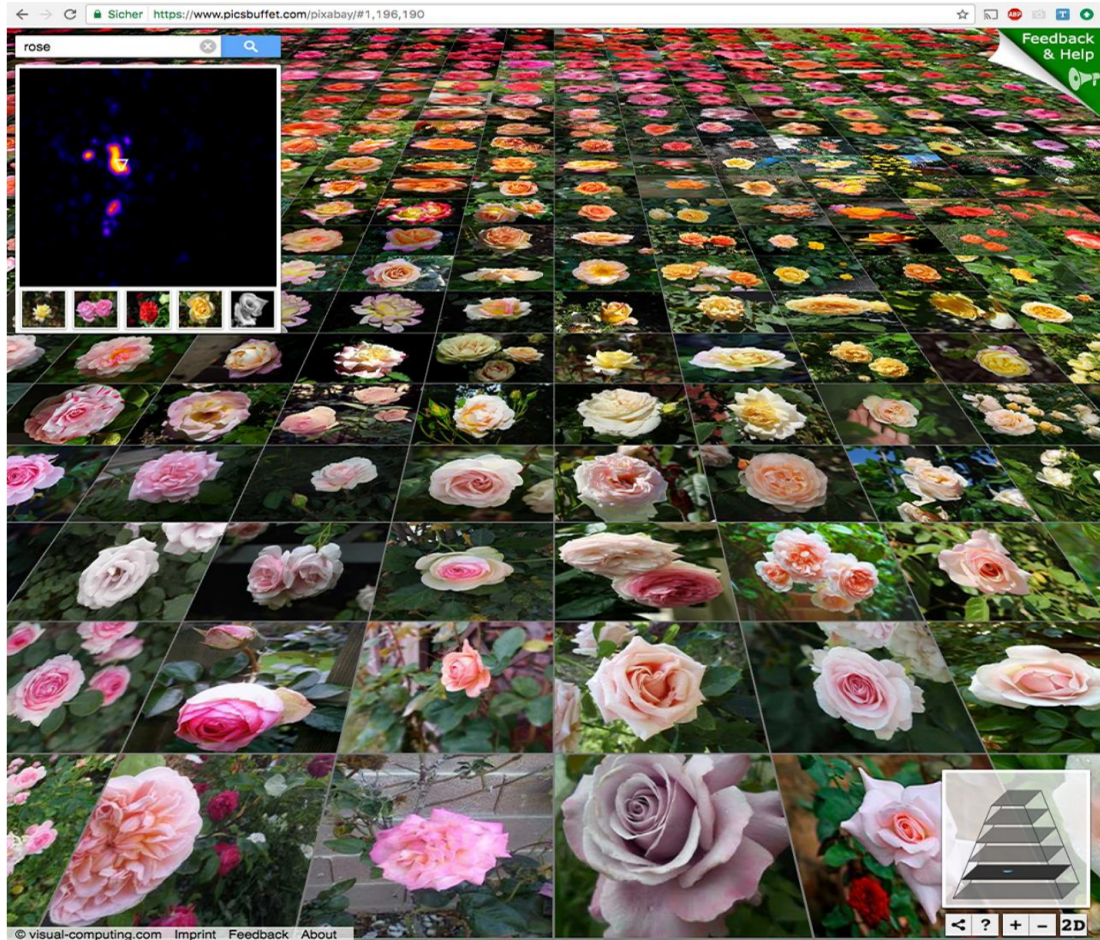 Sicher https://www.picsbuffet.com/pixabay/#1,196,190
ABP
T
rose
Feedback
& Help
© visual-computing.com Imprint Feedback About
? + − 2D